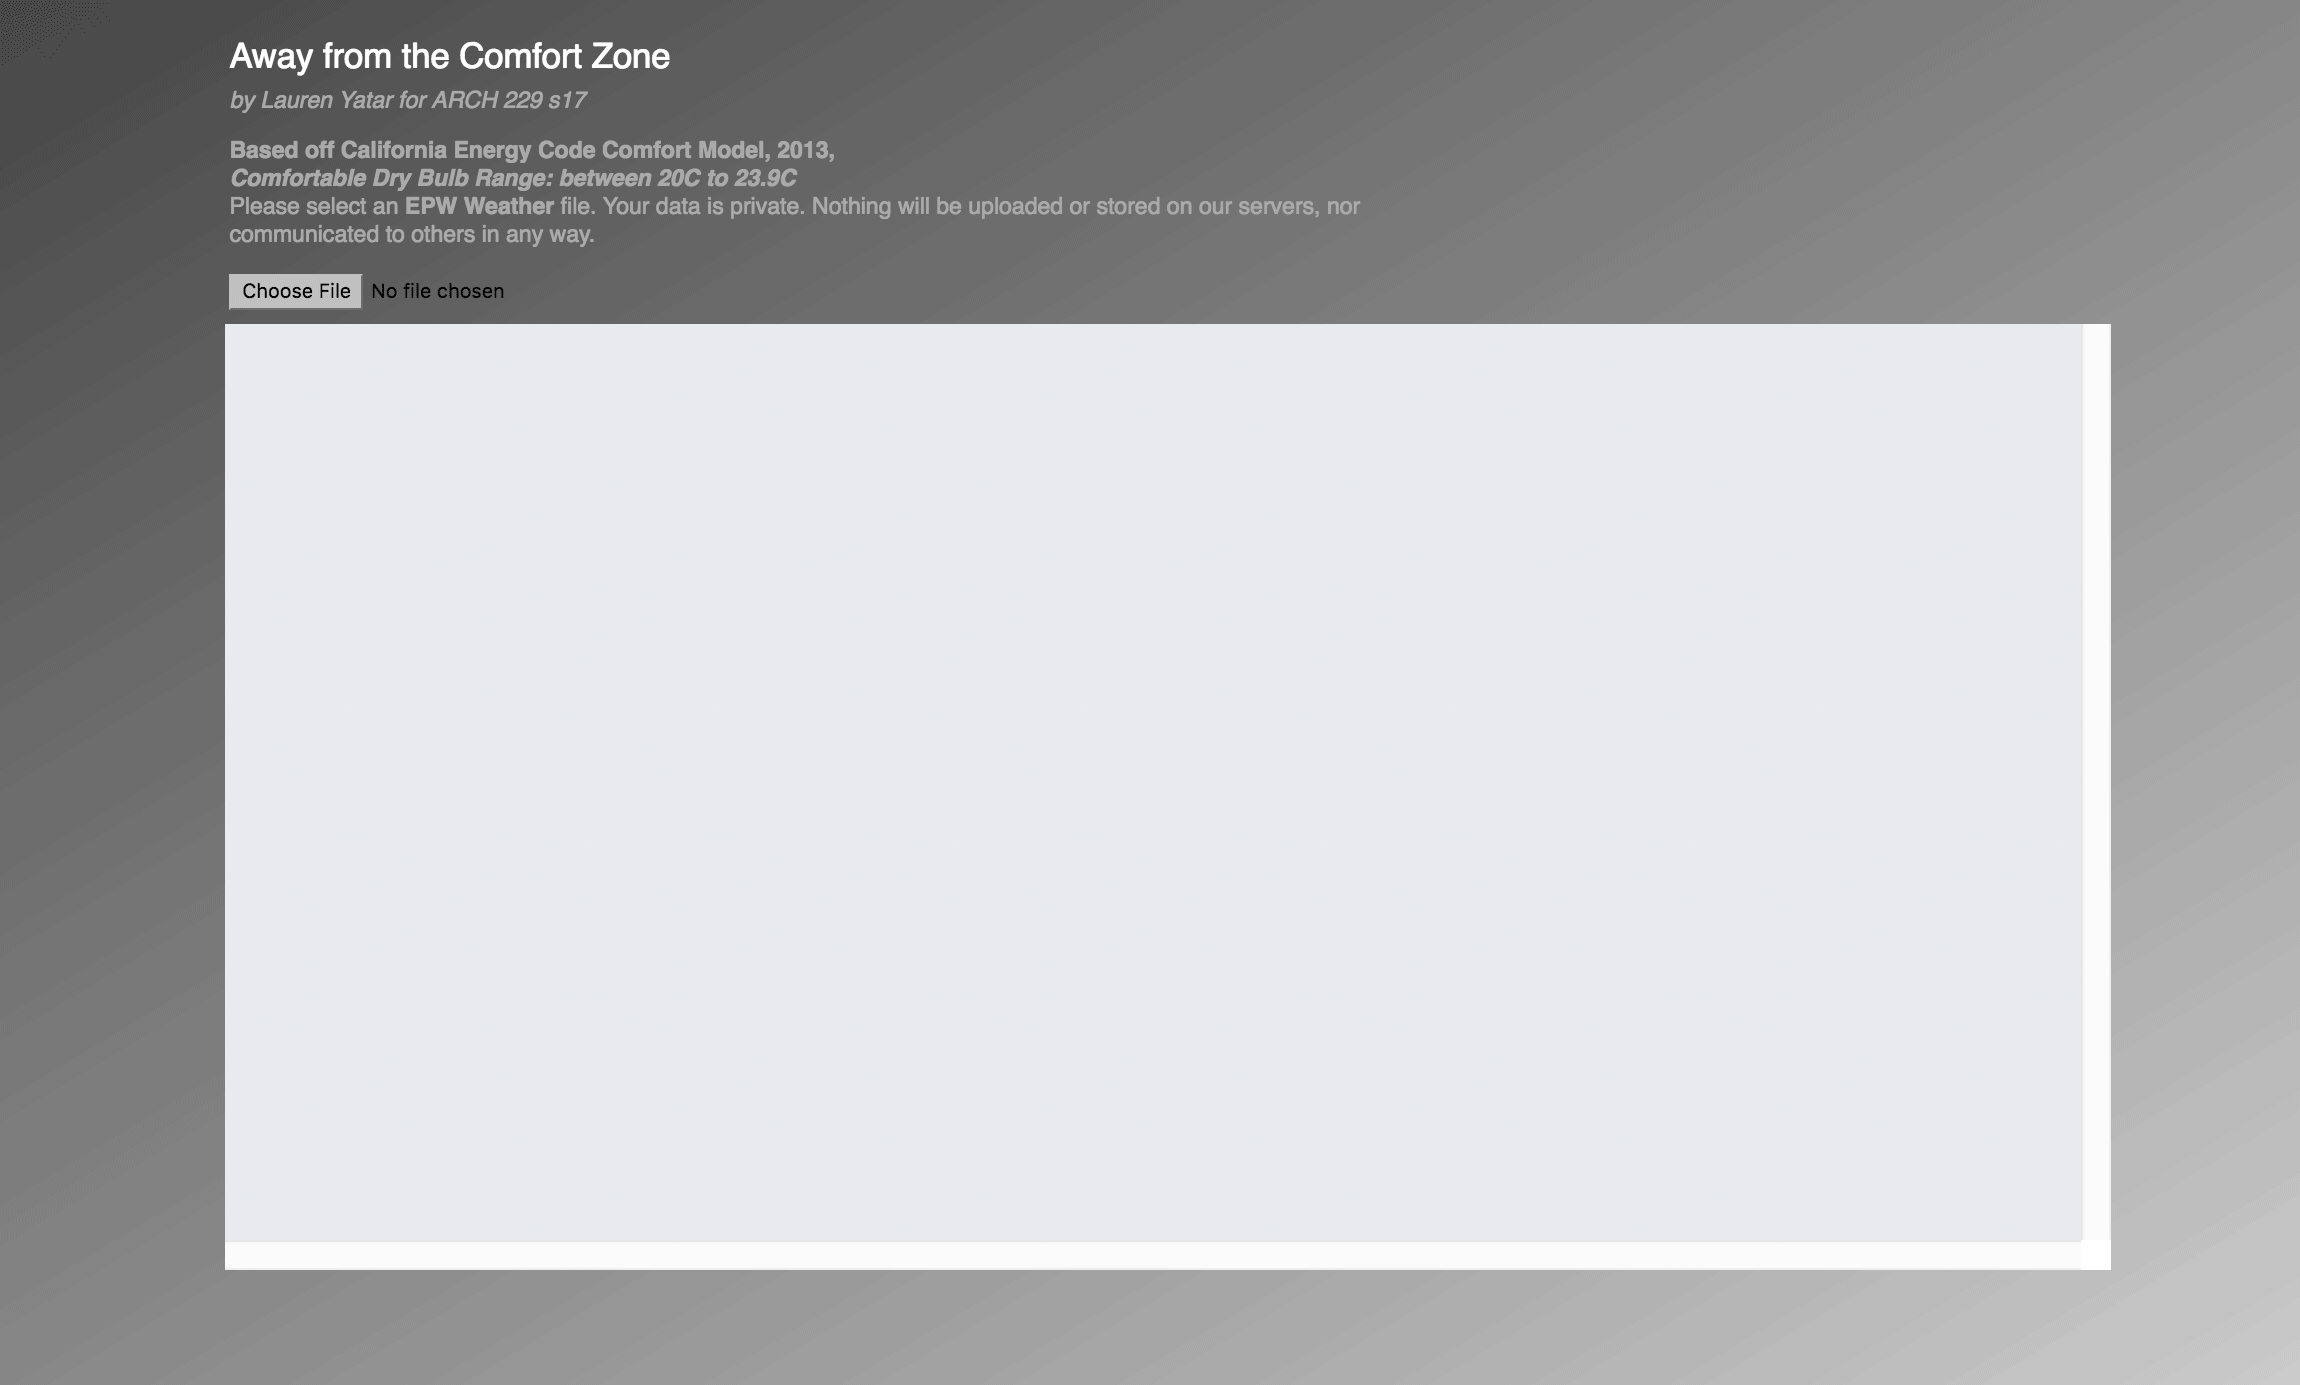 Away from the Comfort Zone
by Lauren Yatar for ARCH 229 s17
Based off California Energy Code Comfort Model, 2013,
Comfortable Dry Bulb Range: between 20C to 23.9C
Please select an EPW Weather file. Your data is private. Nothing will be uploaded or stored on our servers, nor
communicated to others in any way.
Choose File No file chosen